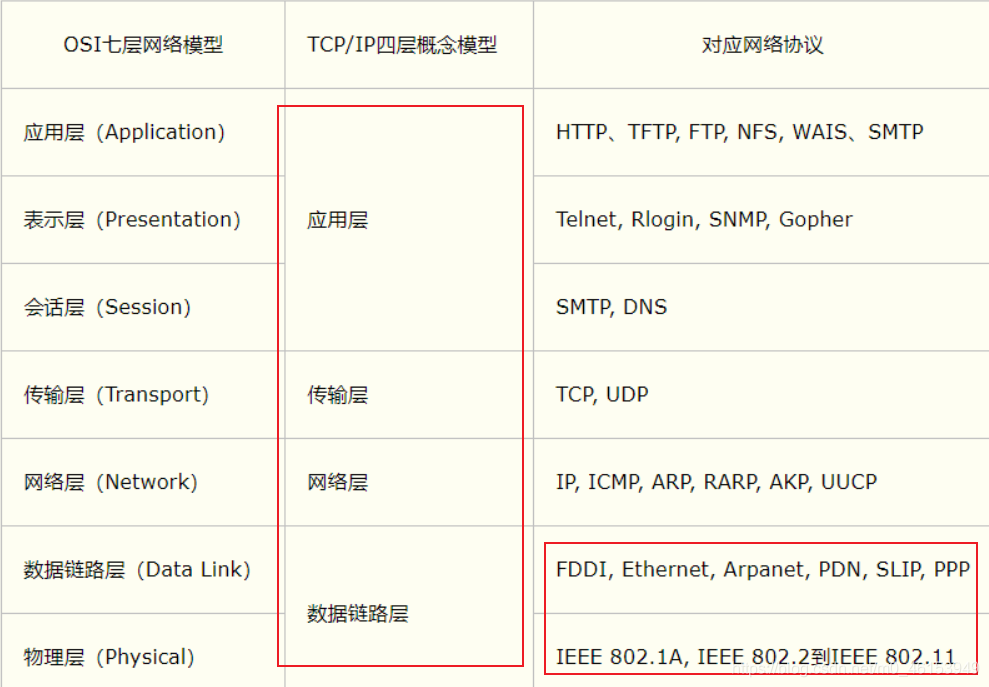 OSI七层网络模型 TCP/IP四层概念模型 对应网络协议
应用层（Application） HTTP、TFTP, FTP, NFS, WAIS、SMTP
表示层（Presentation） 应用层 Telnet, Rlogin, SNMP, Gopher
会话层（Session） SMTP, DNS
传输层（Transport） 传输层 TCP, UDP
网络层（Network） 网络层 IP, ICMP, ARP, RARP, AKP, UUCP
数据链路层（Data Link） FDDI, Ethernet, Arpanet, PDN, SLIP, PPP
数据链路层
物理层（Physical） IEEE 802.1A, IEEE 802.2到IEEE 802.11